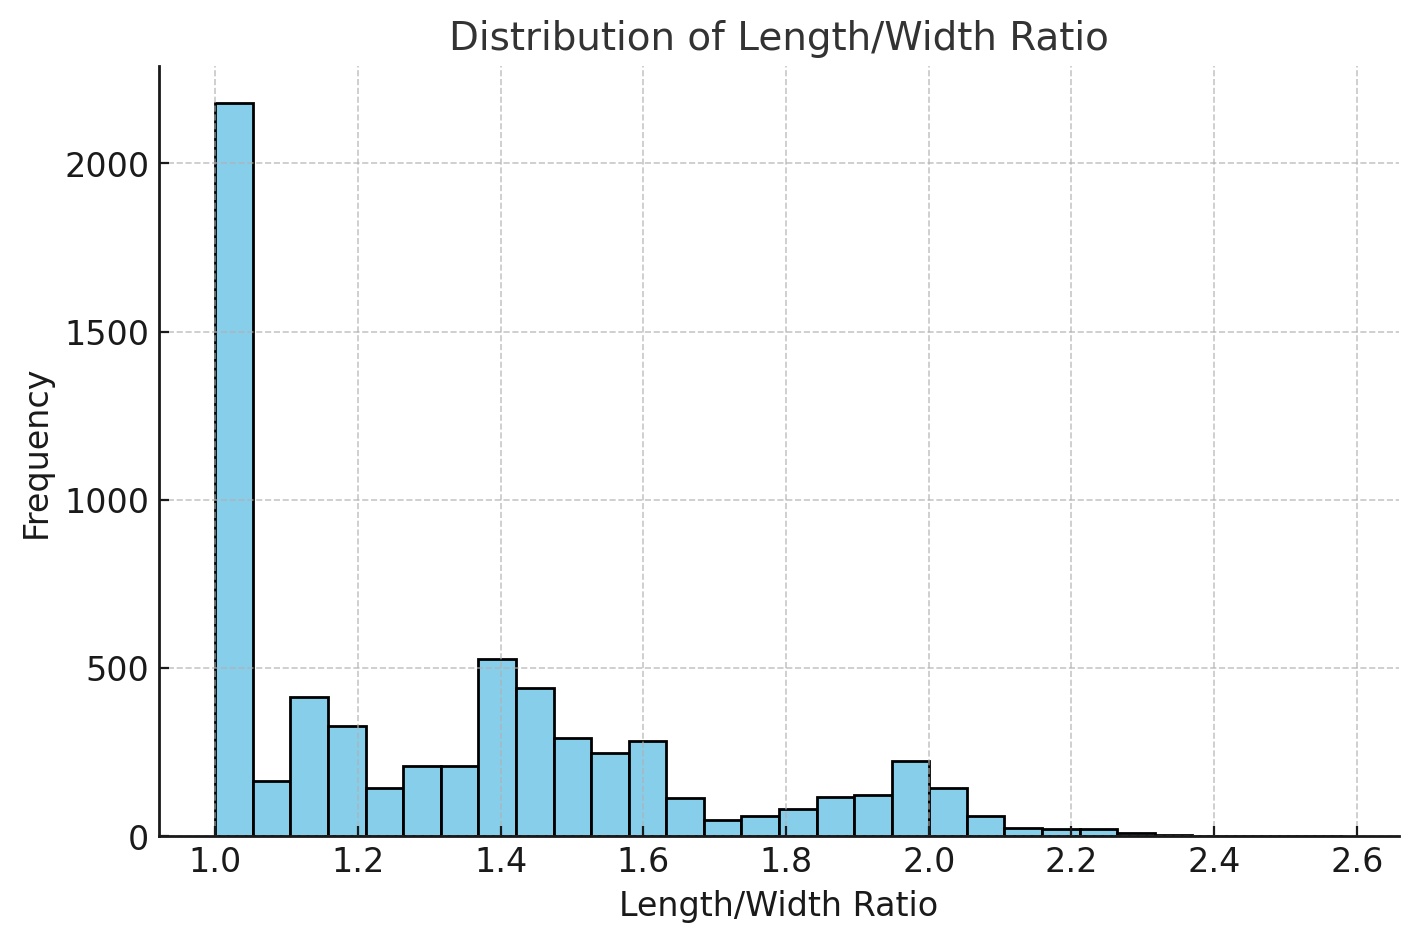 Distribution of Length/Width Ratio
2000
1500
1000
500
0
Frequency
1.0 1.2 1.4 1.6 1.8 2.0 2.2 2.4 2.6
Length/Width Ratio